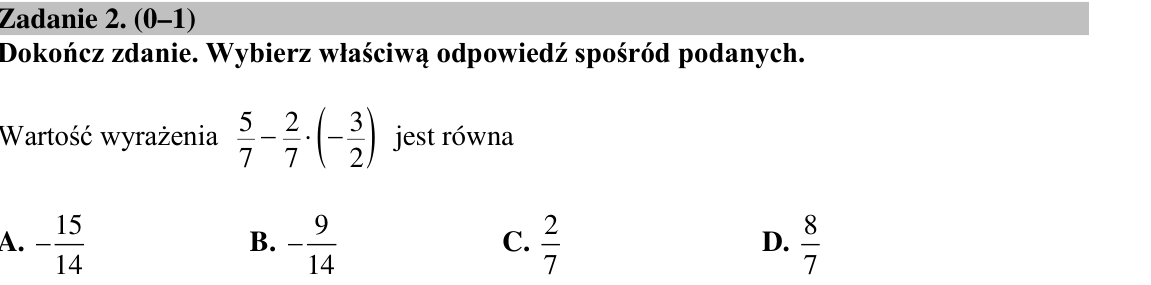 Zadanie 2. (0–1)
Dokończ zdanie. Wybierz właściwą odpowiedź spośród podanych.
Wartość wyrażenia 5/7 − 2/7 · (−3/2) jest równa
A. −15/14 B. −9/14 C. 2/7 D. 8/7